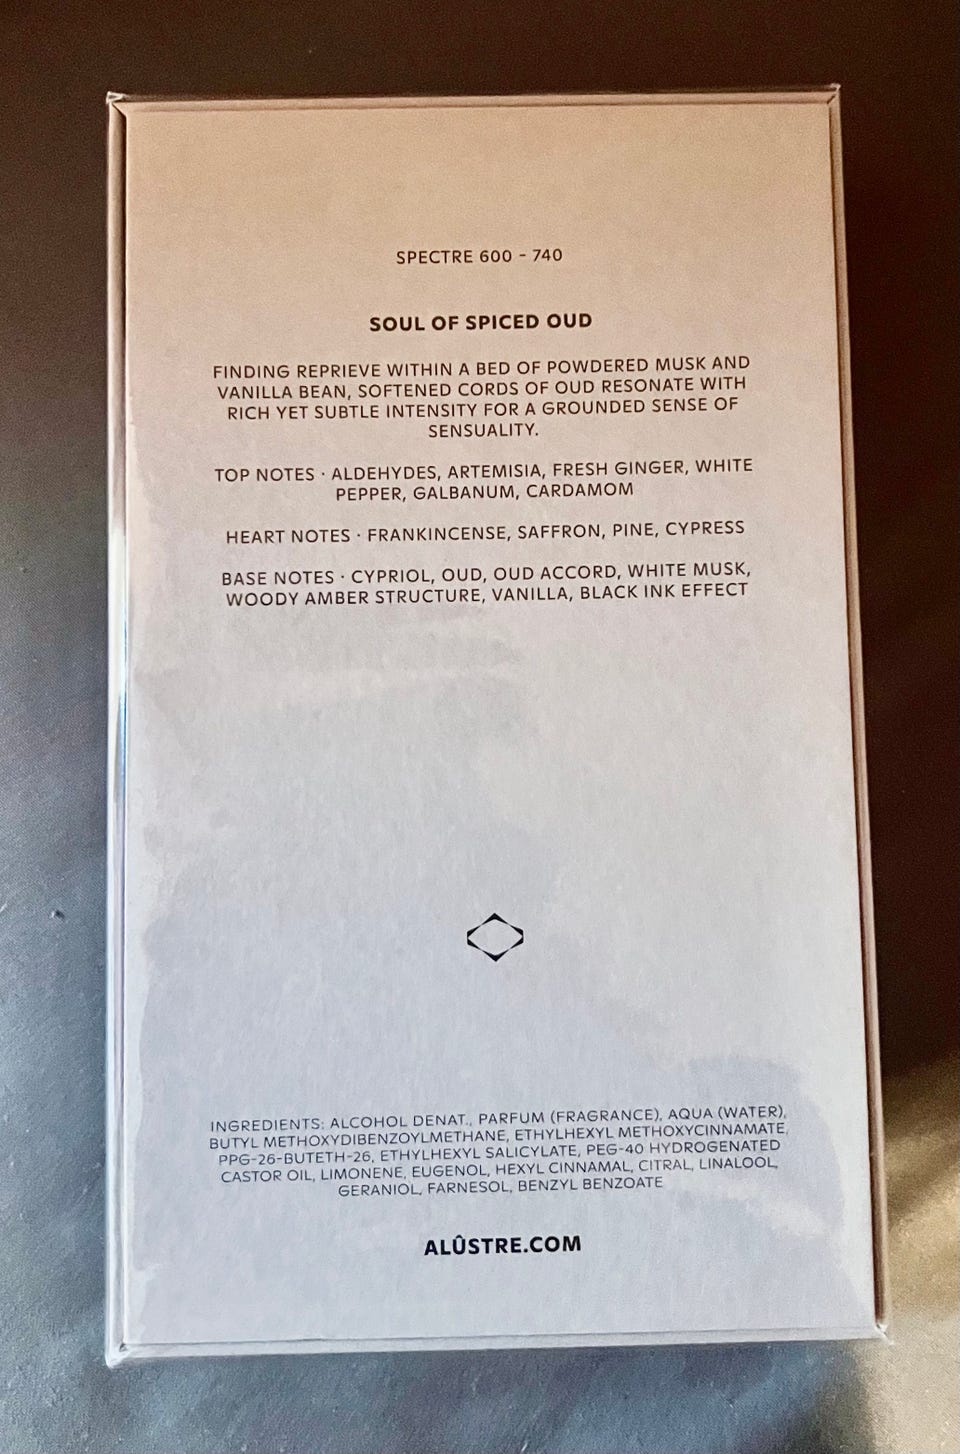 SPECTRE 600 - 740
SOUL OF SPICED OUD
FINDING REPRIEVE WITHIN A BED OF POWDERED MUSK AND
VANILLA BEAN, SOFTENED CORDS OF OUD RESONATE WITH
RICH YET SUBTLE INTENSITY FOR A GROUNDED SENSE OF
SENSUALITY.
TOP NOTES · ALDEHYDES, ARTEMISIA, FRESH GINGER, WHITE
PEPPER, GALBANUM, CARDAMOM
HEART NOTES · FRANKINCENSE, SAFFRON, PINE, CYPRESS
BASE NOTES · CYPRIOL, OUD, OUD ACCORD, WHITE MUSK,
WOODY AMBER STRUCTURE, VANILLA, BLACK INK EFFECT
INGREDIENTS: ALCOHOL DENAT., PARFUM (FRAGRANCE), AQUA (WATER),
BUTYL METHOXYDIBENZOYLMETHANE, ETHYLHEXYL METHOXYCINNAMATE,
PPG-26-BUTETH-26, ETHYLHEXYL SALICYLATE, PEG-40 HYDROGENATED
CASTOR OIL, LIMONENE, EUGENOL, HEXYL CINNAMAL, CITRAL, LINALOOL,
GERANIOL, FARNESOL, BENZYL BENZOATE
ALÛSTRE.COM